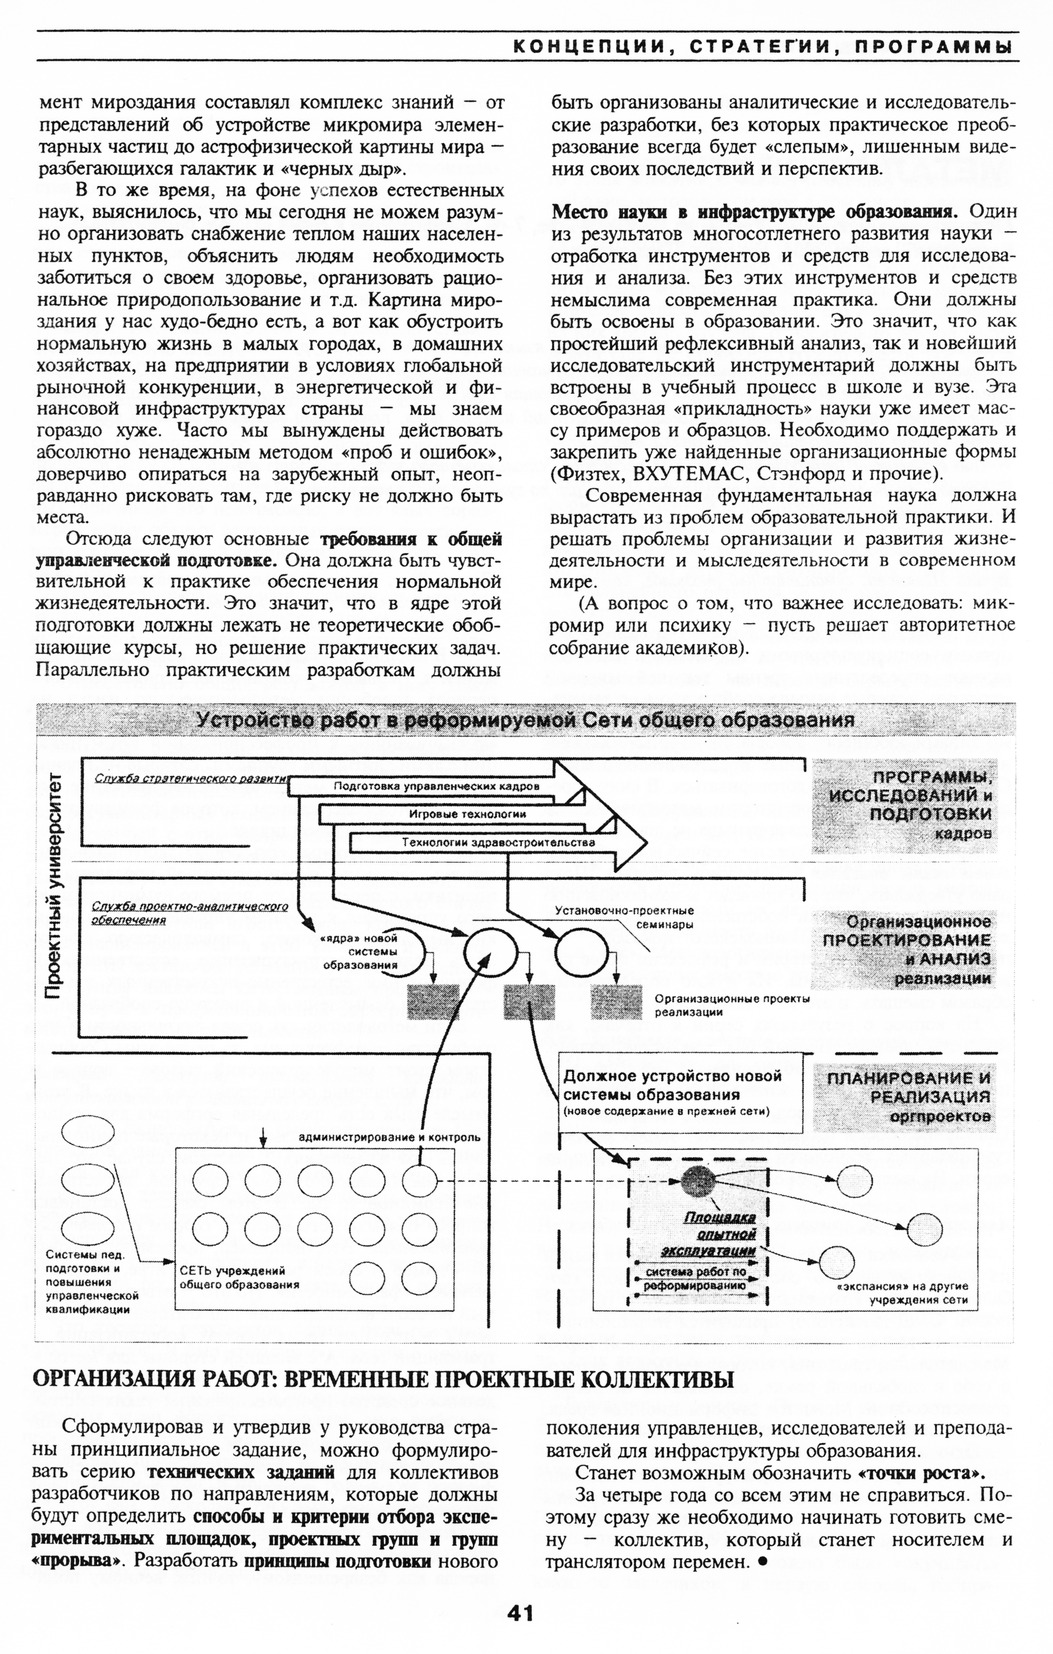 КОНЦЕПЦИИ, СТРАТЕГИИ, ПРОГРАММЫ
мент мироздания составлял комплекс знаний — от
представлений об устройстве микромира элемен-
тарных частиц до астрофизической картины мира —
разбегающихся галактик и «черных дыр».
В то же время, на фоне успехов естественных
наук, выяснилось, что мы сегодня не можем разум-
но организовать снабжение теплом наших населен-
ных пунктов, объяснить людям необходимость
заботиться о своем здоровье, организовать рацио-
нальное природопользование и т.д. Картина миро-
здания у нас худо-бедно есть, а вот как обустроить
нормальную жизнь в малых городах, в домашних
хозяйствах, на предприятии в условиях глобальной
рыночной конкуренции, в энергетической и фи-
нансовой инфраструктурах страны — мы знаем
гораздо хуже. Часто мы вынуждены действовать
абсолютно ненадежным методом «проб и ошибок»,
доверчиво опираться на зарубежный опыт, неоп-
равданно рисковать там, где риску не должно быть
места.
Отсюда следуют основные требования к общей
управленческой подготовке. Она должна быть чувст-
вительной к практике обеспечения нормальной
жизнедеятельности. Это значит, что в ядре этой
подготовки должны лежать не теоретические обоб-
щающие курсы, но решение практических задач.
Параллельно практическим разработкам должны
быть организованы аналитические и исследователь-
ские разработки, без которых практическое преоб-
разование всегда будет «слепым», лишенным виде-
ния своих последствий и перспектив.
Место науки в инфраструктуре образования. Один
из результатов многосотлетнего развития науки —
отработка инструментов и средств для исследова-
ния и анализа. Без этих инструментов и средств
немыслима современная практика. Они должны
быть освоены в образовании. Это значит, что как
простейший рефлексивный анализ, так и новейший
исследовательский инструментарий должны быть
встроены в учебный процесс в школе и вузе. Эта
своеобразная «прикладность» науки уже имеет мас-
су примеров и образцов. Необходимо поддержать и
закрепить уже найденные организационные формы
(Физтех, ВХУТЕМАС, Стэнфорд и прочие).
Современная фундаментальная наука должна
вырастать из проблем образовательной практики. И
решать проблемы организации и развития жизне-
деятельности и мыследеятельности в современном
мире.
(А вопрос о том, что важнее исследовать: мик-
ромир или психику — пусть решает авторитетное
собрание академиков).
Устройство работ в реформируемой Сети общего образования
Проектный университет
Служба стратегического развити
Подготовка управленческих кадров
Игровые технологии
Технологии здравостроительства
ПРОГРАММЫ,
ИССЛЕДОВАНИЙ и
ПОДГОТОВКИ
кадров
Служба проектно-аналитического
обеспечения
«ядра» новой
системы
образования
Установочно-проектные
семинары
Организационные проекты
реализации
Организационное
ПРОЕКТИРОВАНИЕ
и АНАЛИЗ
реализации
Должное устройство новой
системы образования
(новое содержание в прежней сети)
ПЛАНИРОВАНИЕ И
РЕАЛИЗАЦИЯ
оргпроектов
администрирование и контроль
Системы пед.
подготовки и
повышения
управленческой
квалификации
СЕТЬ учреждений
общего образования
Площадка
опытной
эксплуатации
система работ по
реформированию
«экспансия» на другие
учреждения сети
ОРГАНИЗАЦИЯ РАБОТ: ВРЕМЕННЫЕ ПРОЕКТНЫЕ КОЛЛЕКТИВЫ
Сформулировав и утвердив у руководства стра-
ны принципиальное задание, можно формулиро-
вать серию технических заданий для коллективов
разработчиков по направлениям, которые должны
будут определить способы и критерии отбора экспе-
риментальных площадок, проектных групп и групп
«прорыва». Разработать принципы подготовки нового
поколения управленцев, исследователей и препода-
вателей для инфраструктуры образования.
Станет возможным обозначить «точки роста».
За четыре года со всем этим не справиться. По-
этому сразу же необходимо начинать готовить сме-
ну — коллектив, который станет носителем и
транслятором перемен. •
41